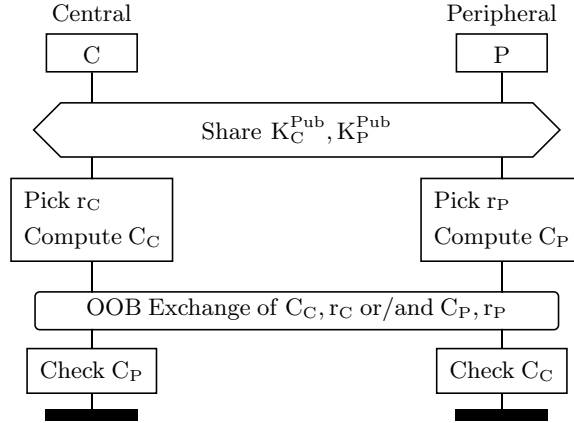 Central Peripheral
C P
Share K_C^Pub, K_P^Pub
Pick r_C Pick r_P
Compute C_C Compute C_P
OOB Exchange of C_C, r_C or/and C_P, r_P
Check C_P Check C_C